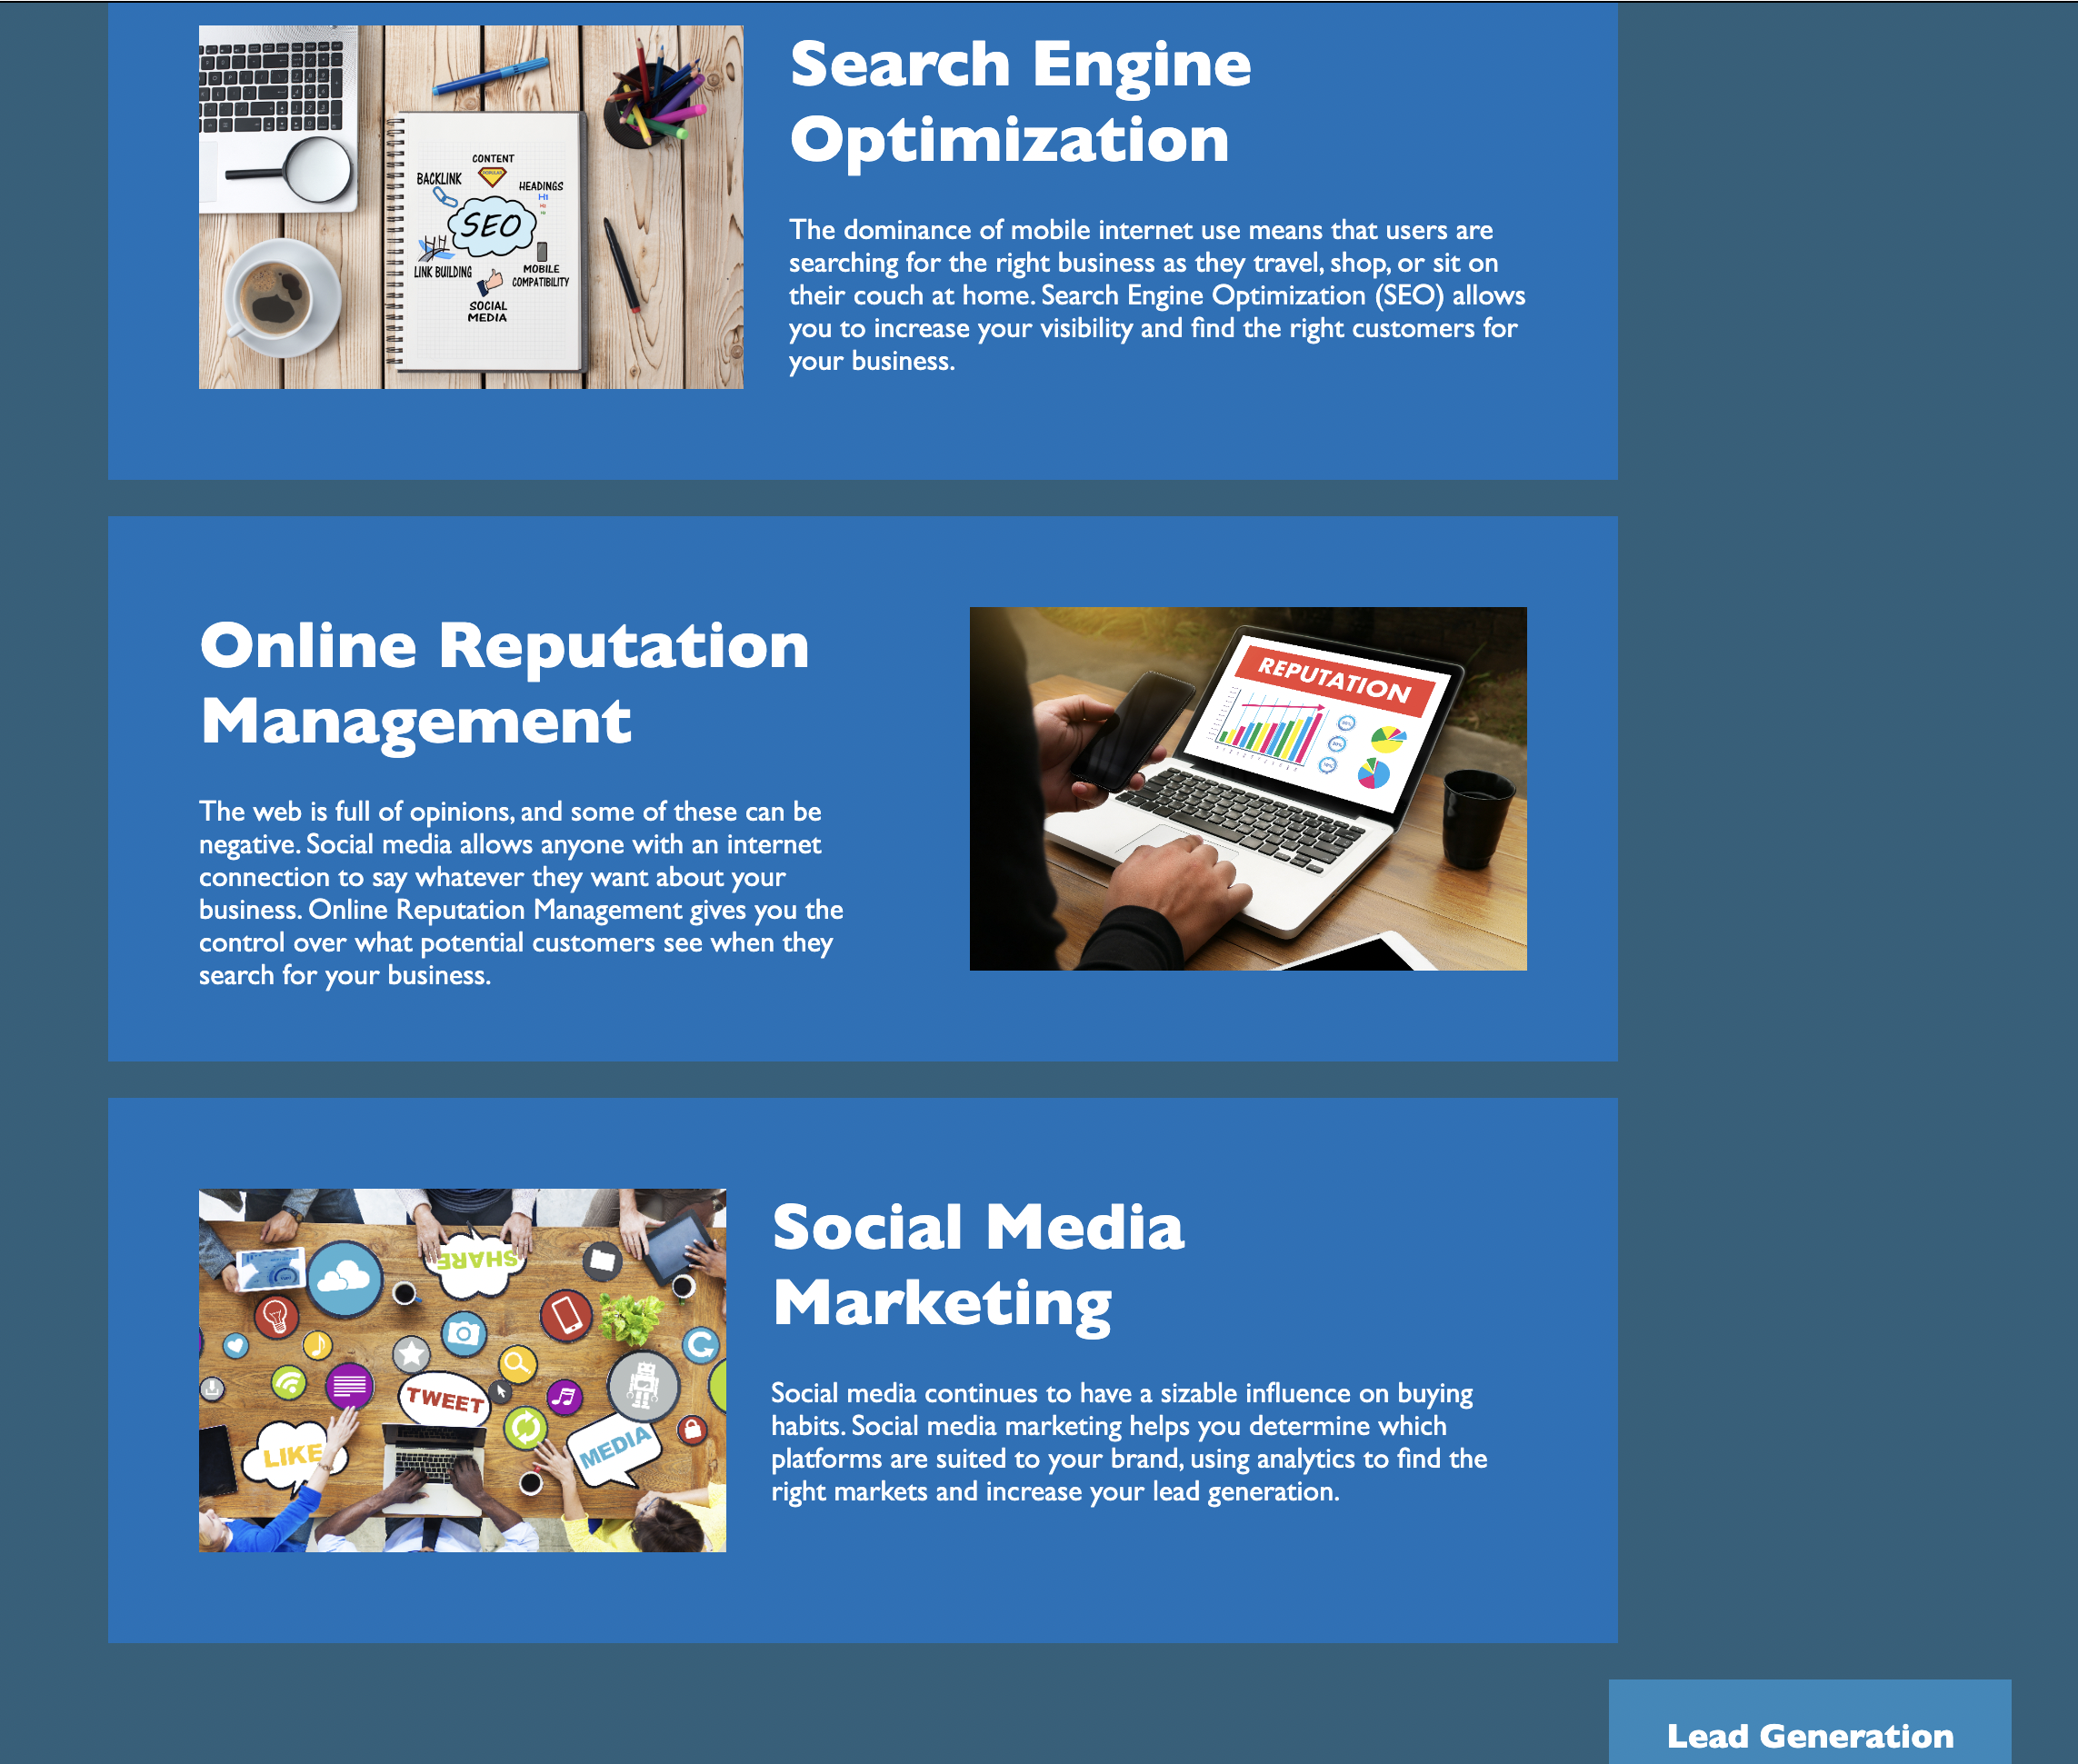 Search Engine
Optimization
The dominance of mobile internet use means that users are
searching for the right business as they travel, shop, or sit on
their couch at home. Search Engine Optimization (SEO) allows
you to increase your visibility and find the right customers for
your business.
CONTENT
BACKLINK
HEADINGS
H1
SEO
LINK BUILDING
MOBILE
COMPATIBILITY
SOCIAL
MEDIA
Online Reputation
Management
The web is full of opinions, and some of these can be
negative. Social media allows anyone with an internet
connection to say whatever they want about your
business. Online Reputation Management gives you the
control over what potential customers see when they
search for your business.
REPUTATION
SHARE
TWEET
LIKE
MEDIA
Social Media
Marketing
Social media continues to have a sizable influence on buying
habits. Social media marketing helps you determine which
platforms are suited to your brand, using analytics to find the
right markets and increase your lead generation.
Lead Generation